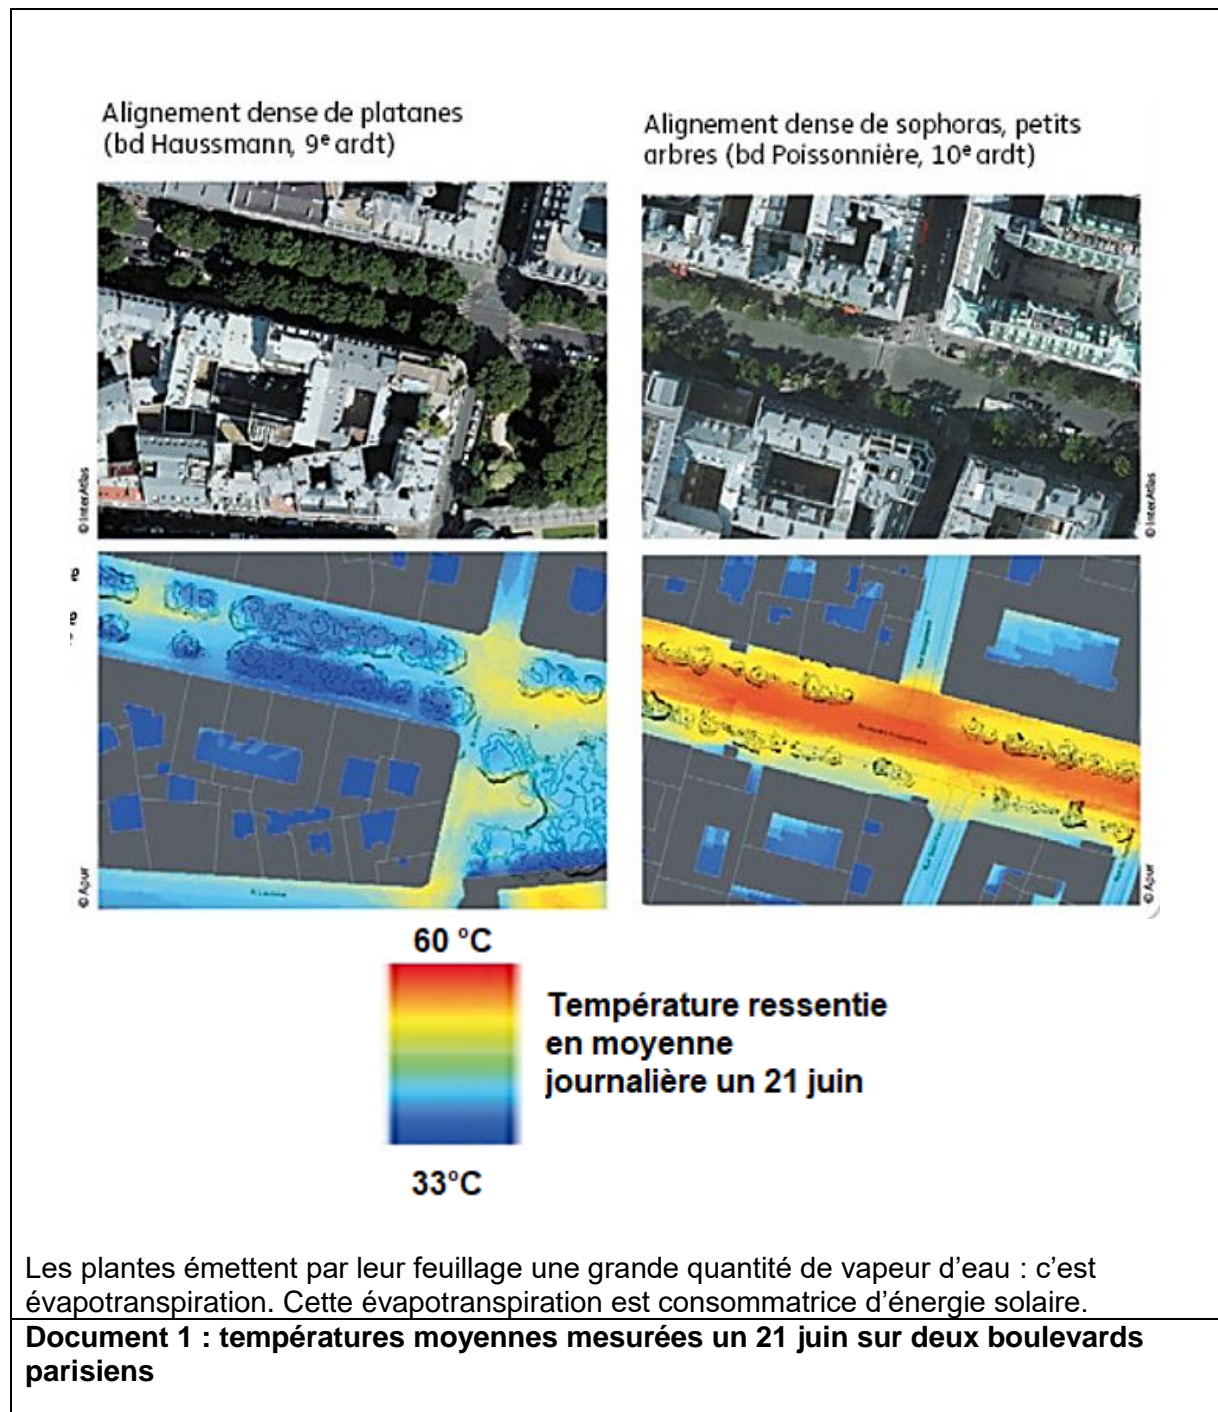 Alignement dense de platanes
(bd Haussmann, 9e ardt)
Alignement dense de sophoras, petits
arbres (bd Poissonnière, 10e ardt)
© InterAtlas
© InterAtlas
© Apur
© Apur
60 °C
Température ressentie
en moyenne
journalière un 21 juin
33°C
Les plantes émettent par leur feuillage une grande quantité de vapeur d’eau : c’est
évapotranspiration. Cette évapotranspiration est consommatrice d’énergie solaire.
Document 1 : températures moyennes mesurées un 21 juin sur deux boulevards
parisiens